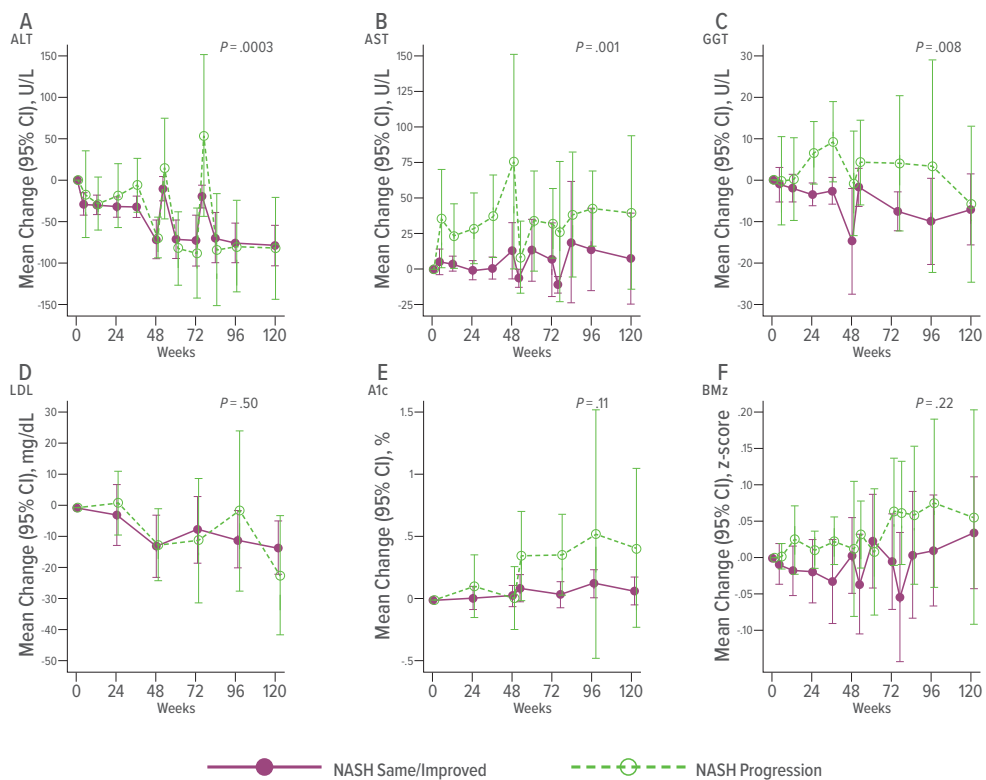 A
ALT
P = .0003
Mean Change (95% CI), U/L
150
100
50
0
-50
-100
-150
0 24 48 72 96 120
Weeks
B
AST
P = .001
Mean Change (95% CI), U/L
150
125
100
75
50
25
0
-25
0 24 48 72 96 120
Weeks
C
GGT
P = .008
Mean Change (95% CI), U/L
30
20
10
0
-10
-20
-30
0 24 48 72 96 120
Weeks
D
LDL
P = .50
Mean Change (95% CI), mg/dL
30
20
10
0
-10
-20
-30
-40
-50
0 24 48 72 96 120
Weeks
E
A1c
P = .11
Mean Change (95% CI), %
1.5
1
.5
0
-.5
0 24 48 72 96 120
Weeks
F
BMz
P = .22
Mean Change (95% CI), z-score
.20
.15
.10
.05
.00
-.05
-.10
0 24 48 72 96 120
Weeks
NASH Same/Improved
NASH Progression